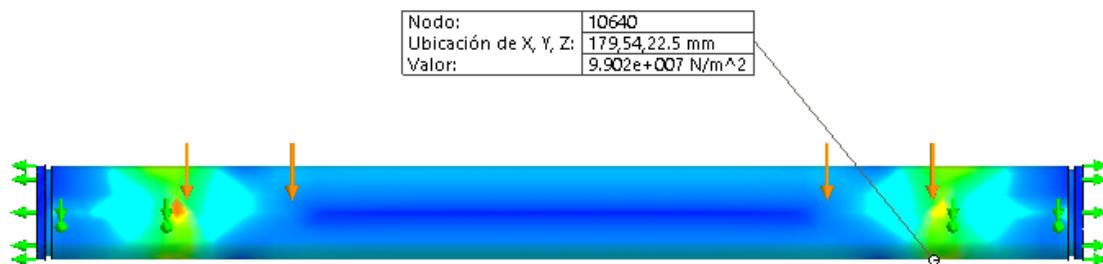 Nodo: 10640
Ubicación de X, Y, Z: 179,54,22.5 mm
Valor: 9.902e+007 N/m^2